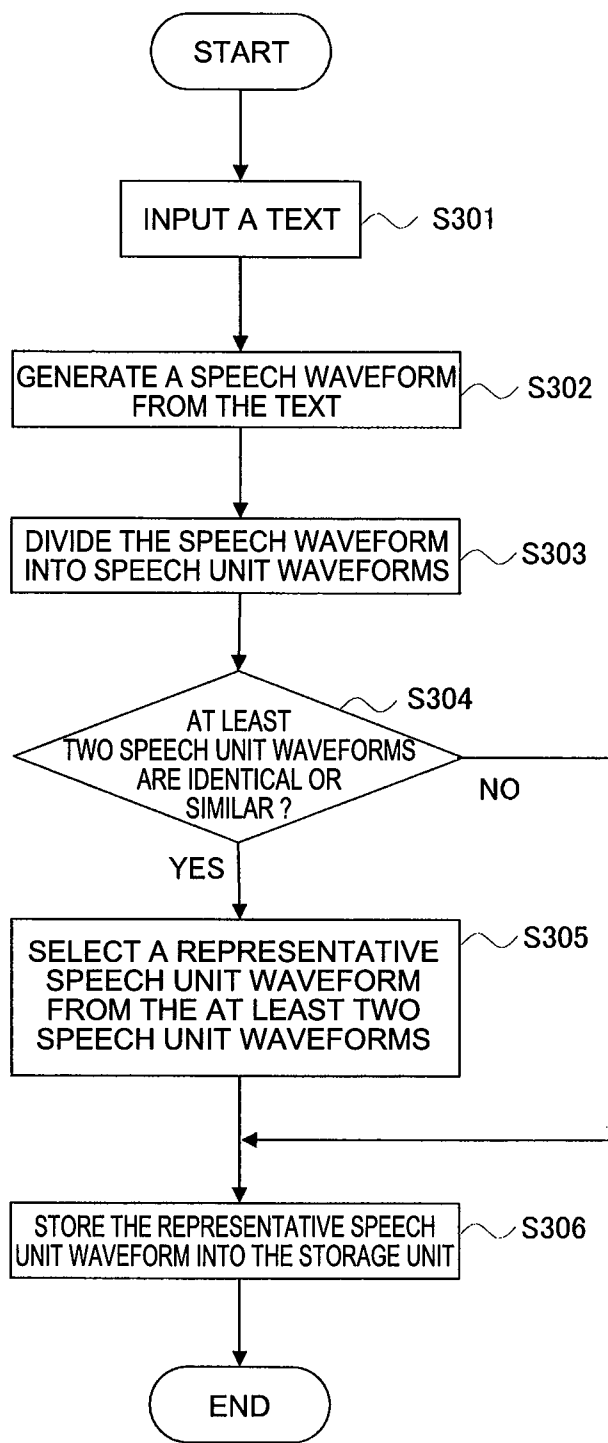 START
INPUT A TEXT
S301
GENERATE A SPEECH WAVEFORM
FROM THE TEXT
S302
DIVIDE THE SPEECH WAVEFORM
INTO SPEECH UNIT WAVEFORMS
S303
S304
AT LEAST
TWO SPEECH UNIT WAVEFORMS
ARE IDENTICAL OR
SIMILAR ?
NO
YES
SELECT A REPRESENTATIVE
SPEECH UNIT WAVEFORM
FROM THE AT LEAST TWO
SPEECH UNIT WAVEFORMS
S305
STORE THE REPRESENTATIVE SPEECH
UNIT WAVEFORM INTO THE STORAGE UNIT
S306
END